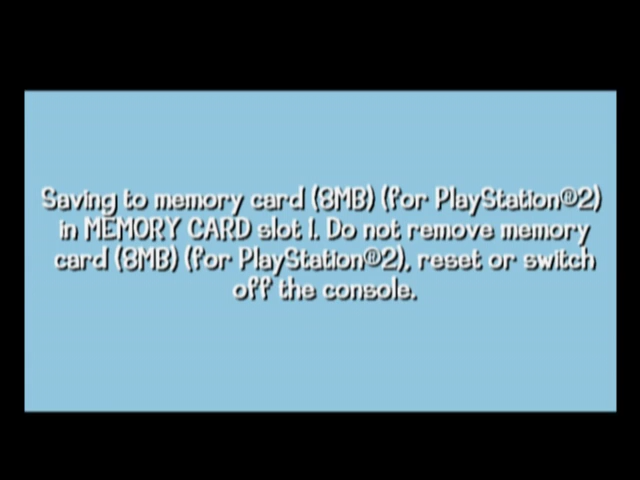 Saving to memory card (8MB) (for PlayStation®2)
in MEMORY CARD slot 1. Do not remove memory
card (8MB) (for PlayStation®2), reset or switch
off the console.